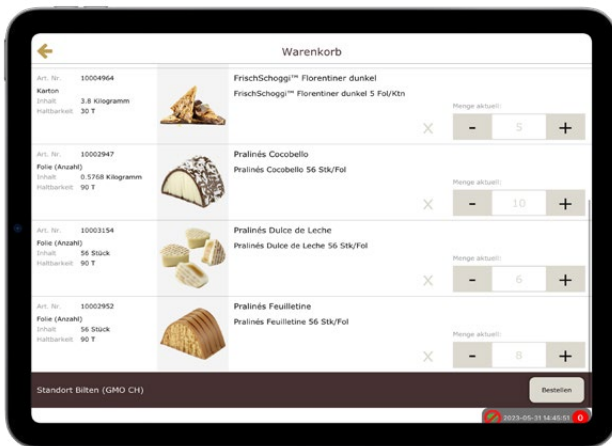 Warenkorb
Art. Nr. 10004964
Karton
Inhalt 3.8 Kilogramm
Haltbarkeit 30 T
FrischSchoggi™ Florentiner dunkel
FrischSchoggi™ Florentiner dunkel 5 Fol/Ktn
Menge aktuell:
X - 5 +
Art. Nr. 10002947
Folie (Anzahl)
Inhalt 0.5768 Kilogramm
Haltbarkeit 90 T
Pralinés Cocobello
Pralinés Cocobello 56 Stk/Fol
Menge aktuell:
X - 10 +
Art. Nr. 10003154
Folie (Anzahl)
Inhalt 56 Stück
Haltbarkeit 90 T
Pralinés Dulce de Leche
Pralinés Dulce de Leche 56 Stk/Fol
Menge aktuell:
X - 6 +
Art. Nr. 10002952
Folie (Anzahl)
Inhalt 56 Stück
Haltbarkeit 90 T
Pralinés Feuilletine
Pralinés Feuilletine 56 Stk/Fol
Menge aktuell:
X - 8 +
Standort Bilten (GMO CH)
Bestellen
2023-05-31 14:45:51 0